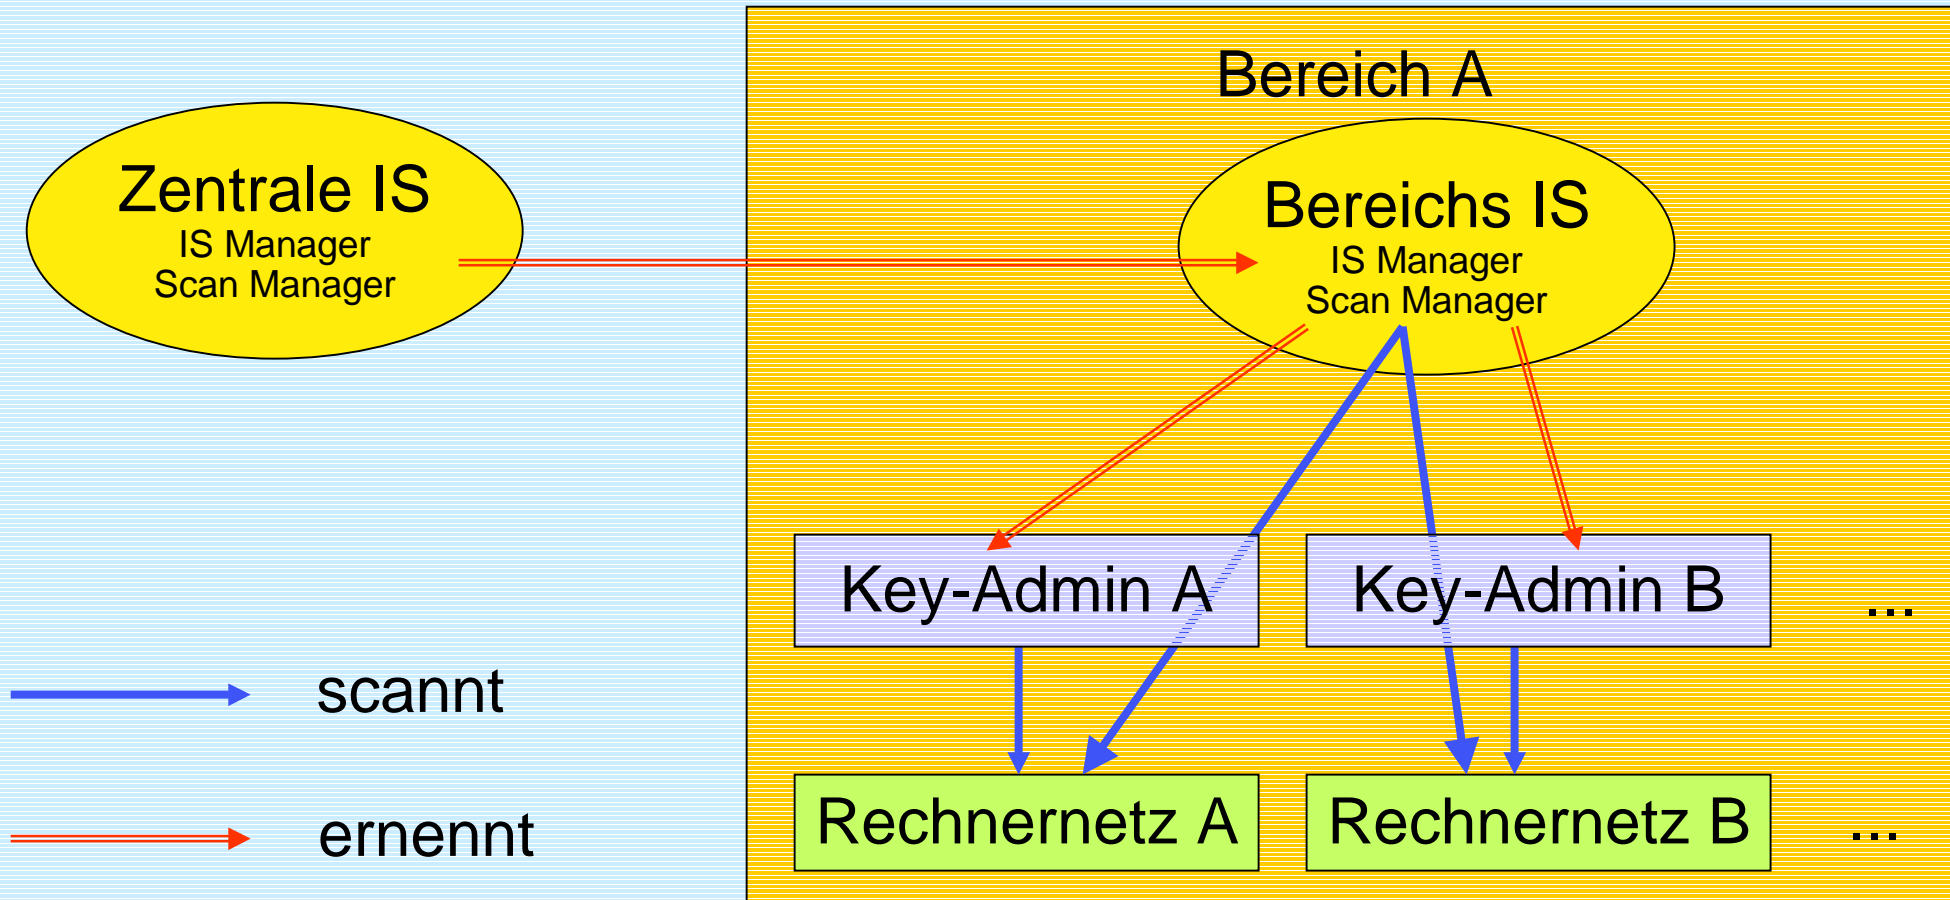 Bereich A
Zentrale IS
IS Manager
Scan Manager
Bereichs IS
IS Manager
Scan Manager
Key-Admin A
Key-Admin B
...
scannt
Rechnernetz A
Rechnernetz B
...
ernennt